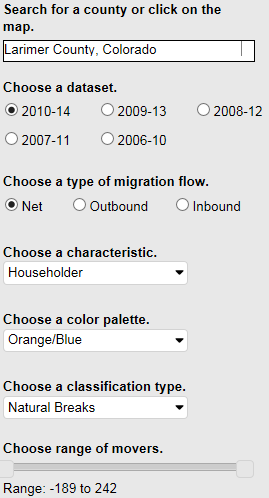 Search for a county or click on the
map.
Larimer County, Colorado
Choose a dataset.
2010-14 2009-13 2008-12
2007-11 2006-10
Choose a type of migration flow.
Net Outbound Inbound
Choose a characteristic.
Householder
Choose a color palette.
Orange/Blue
Choose a classification type.
Natural Breaks
Choose range of movers.
Range: -189 to 242